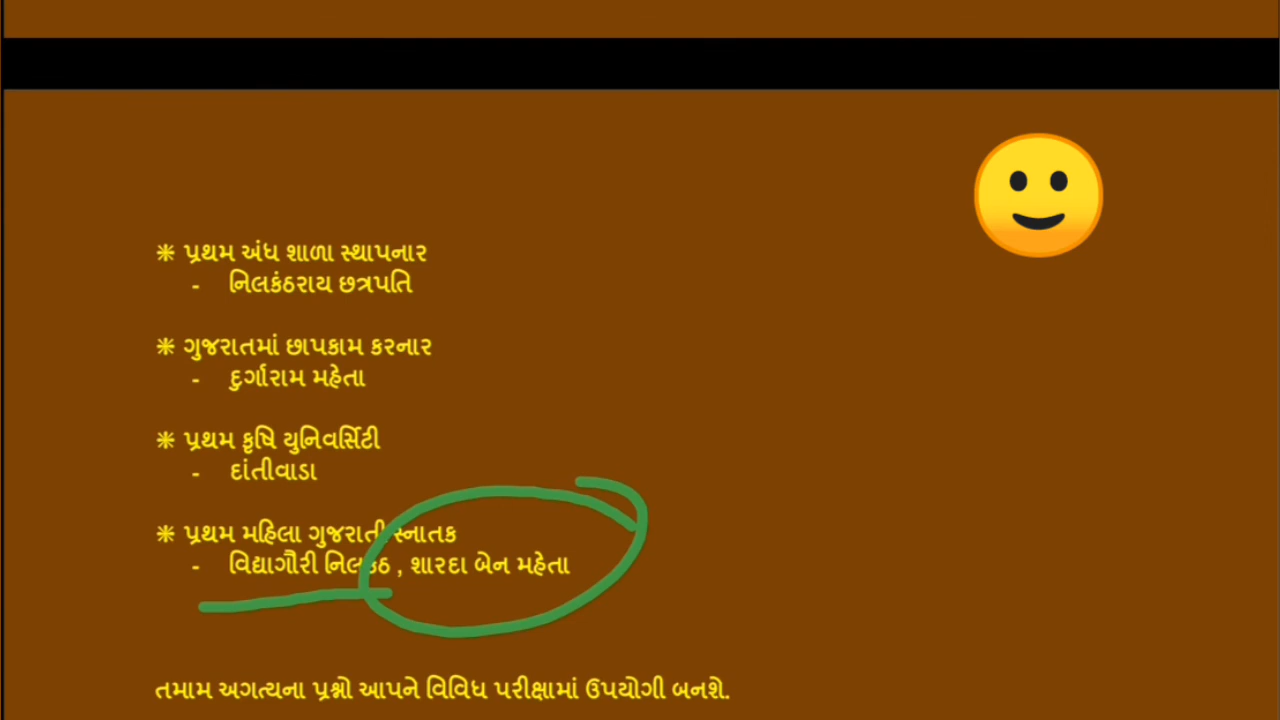 ❈ પ્રથમ અંધ શાળા સ્થાપનાર
- નિલકંઠરાય છત્રપતિ
❈ ગુજરાતમાં છાપકામ કરનાર
- દુર્ગારામ મહેતા
❈ પ્રથમ કૃષિ યુનિવર્સિટી
- દાંતીવાડા
❈ પ્રથમ મહિલા ગુજરાતી સ્નાતક
- વિદ્યાગૌરી નિલકંઠ , શારદા બેન મહેતા
તમામ અગત્યના પ્રશ્નો આપને વિવિધ પરીક્ષામાં ઉપયોગી બનશે.